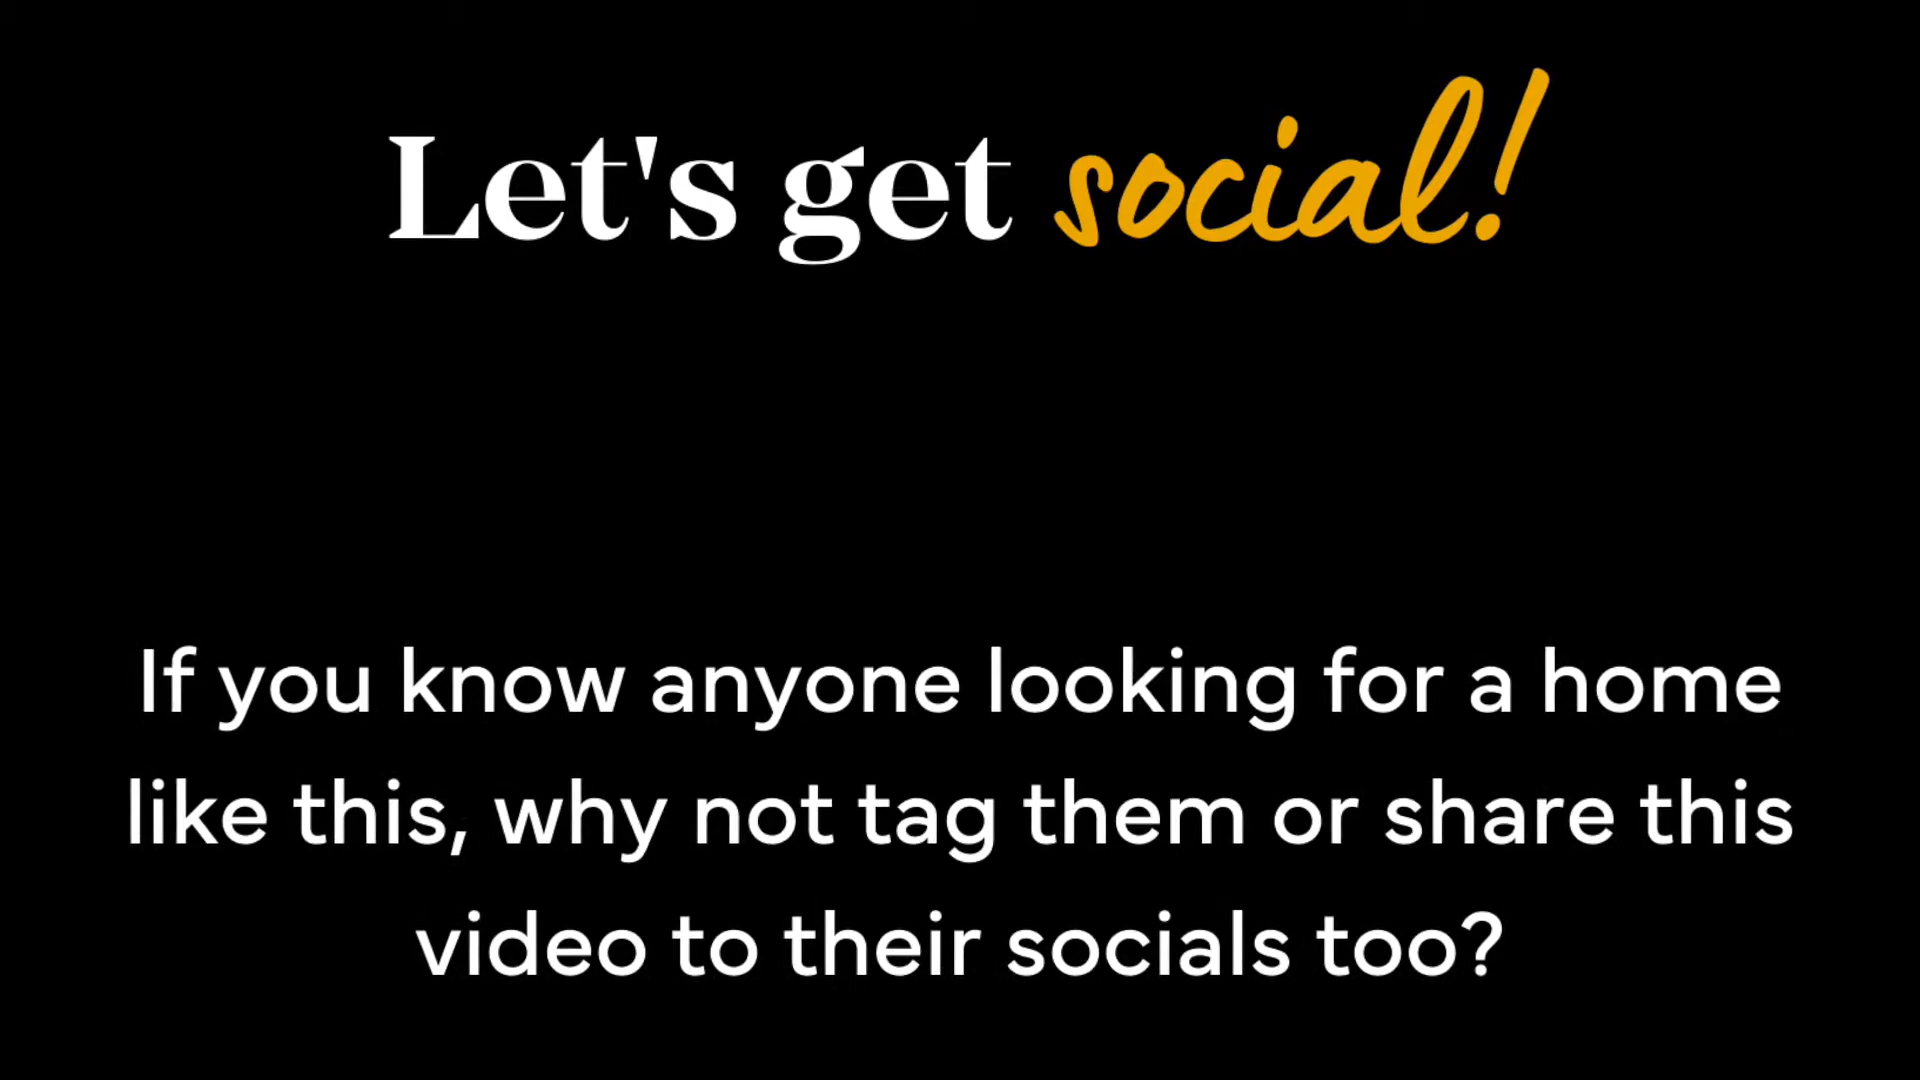 Let's get social!
If you know anyone looking for a home
like this, why not tag them or share this
video to their socials too?